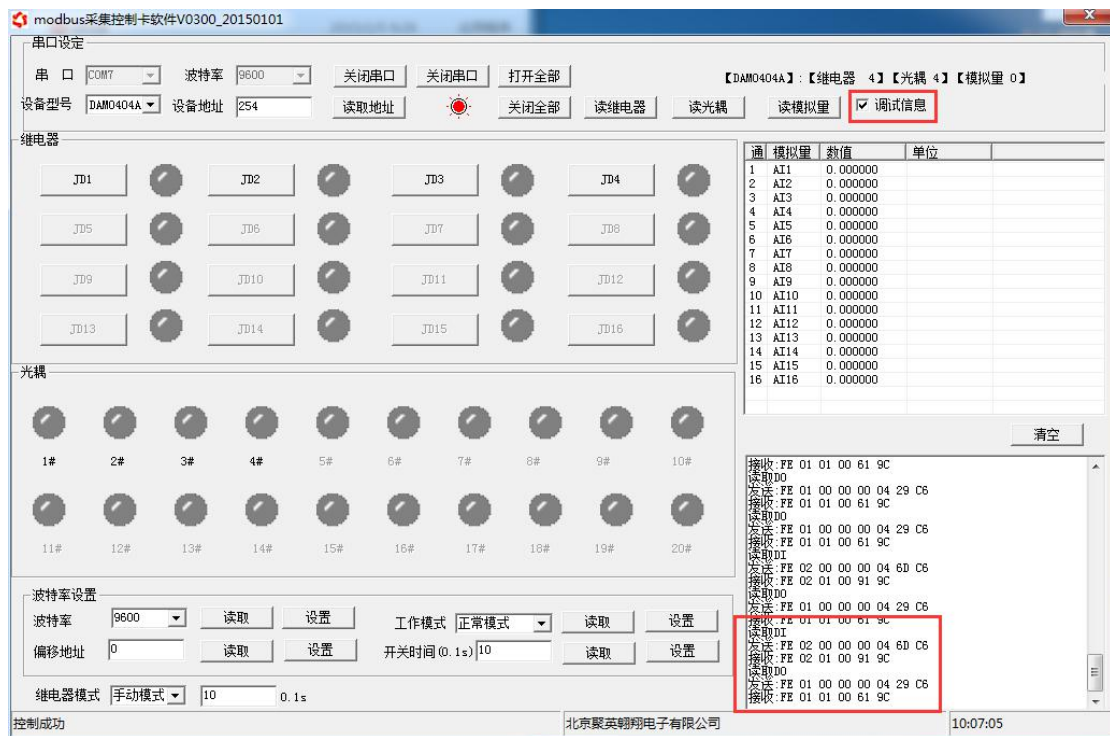 modbus采集控制卡软件V0300_20150101
串口设定
串 口 COM7 波特率 9600 关闭串口 关闭串口 打开全部 【DAM0404A】:【继电器 4】【光耦 4】【模拟量 0】
设备型号 DAM0404A 设备地址 254 读取地址 关闭全部 读继电器 读光耦 读模拟量 调试信息
继电器
JD1 JD2 JD3 JD4
JD5 JD6 JD7 JD8
JD9 JD10 JD11 JD12
JD13 JD14 JD15 JD16
通 模拟量 数值 单位
1 AI1 0.000000
2 AI2 0.000000
3 AI3 0.000000
4 AI4 0.000000
5 AI5 0.000000
6 AI6 0.000000
7 AI7 0.000000
8 AI8 0.000000
9 AI9 0.000000
10 AI10 0.000000
11 AI11 0.000000
12 AI12 0.000000
13 AI13 0.000000
14 AI14 0.000000
15 AI15 0.000000
16 AI16 0.000000
光耦
1# 2# 3# 4# 5# 6# 7# 8# 9# 10#
11# 12# 13# 14# 15# 16# 17# 18# 19# 20#
清空
接收:FE 01 01 00 61 9C
读取DO
发送:FE 01 00 00 00 04 29 C6
接收:FE 01 01 00 61 9C
读取DO
发送:FE 01 00 00 00 04 29 C6
接收:FE 01 01 00 61 9C
读取DI
发送:FE 02 00 00 00 04 6D C6
接收:FE 02 01 00 91 9C
读取DO
发送:FE 01 00 00 00 04 29 C6
接收:FE 01 01 00 61 9C
读取DI
发送:FE 02 00 00 00 04 6D C6
接收:FE 02 01 00 91 9C
读取DO
发送:FE 01 00 00 00 04 29 C6
接收:FE 01 01 00 61 9C
波特率设置
波特率 9600 读取 设置 工作模式 正常模式 读取 设置
偏移地址 0 读取 设置 开关时间(0.1s) 10 读取 设置
继电器模式 手动模式 10 0.1s
控制成功 北京聚英翱翔电子有限公司 10:07:05